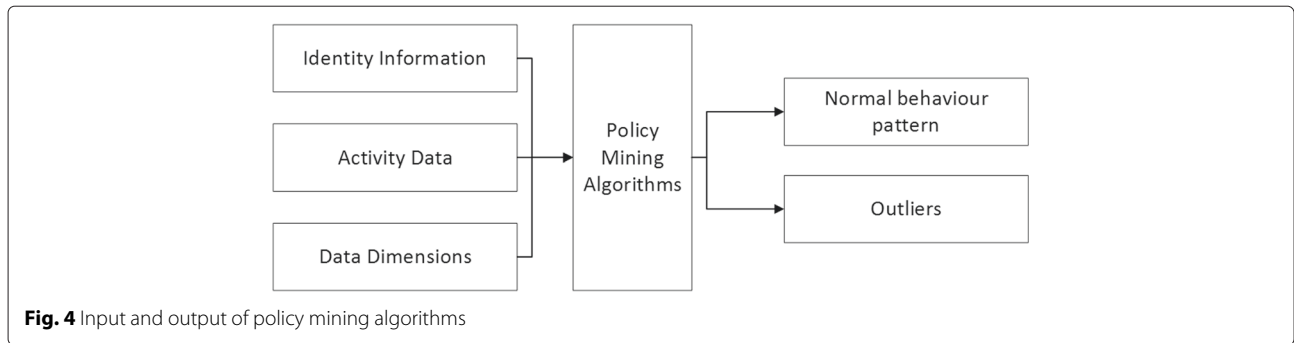 Identity Information
Activity Data
Data Dimensions
Policy
Mining
Algorithms
Normal behaviour
pattern
Outliers
Fig. 4 Input and output of policy mining algorithms